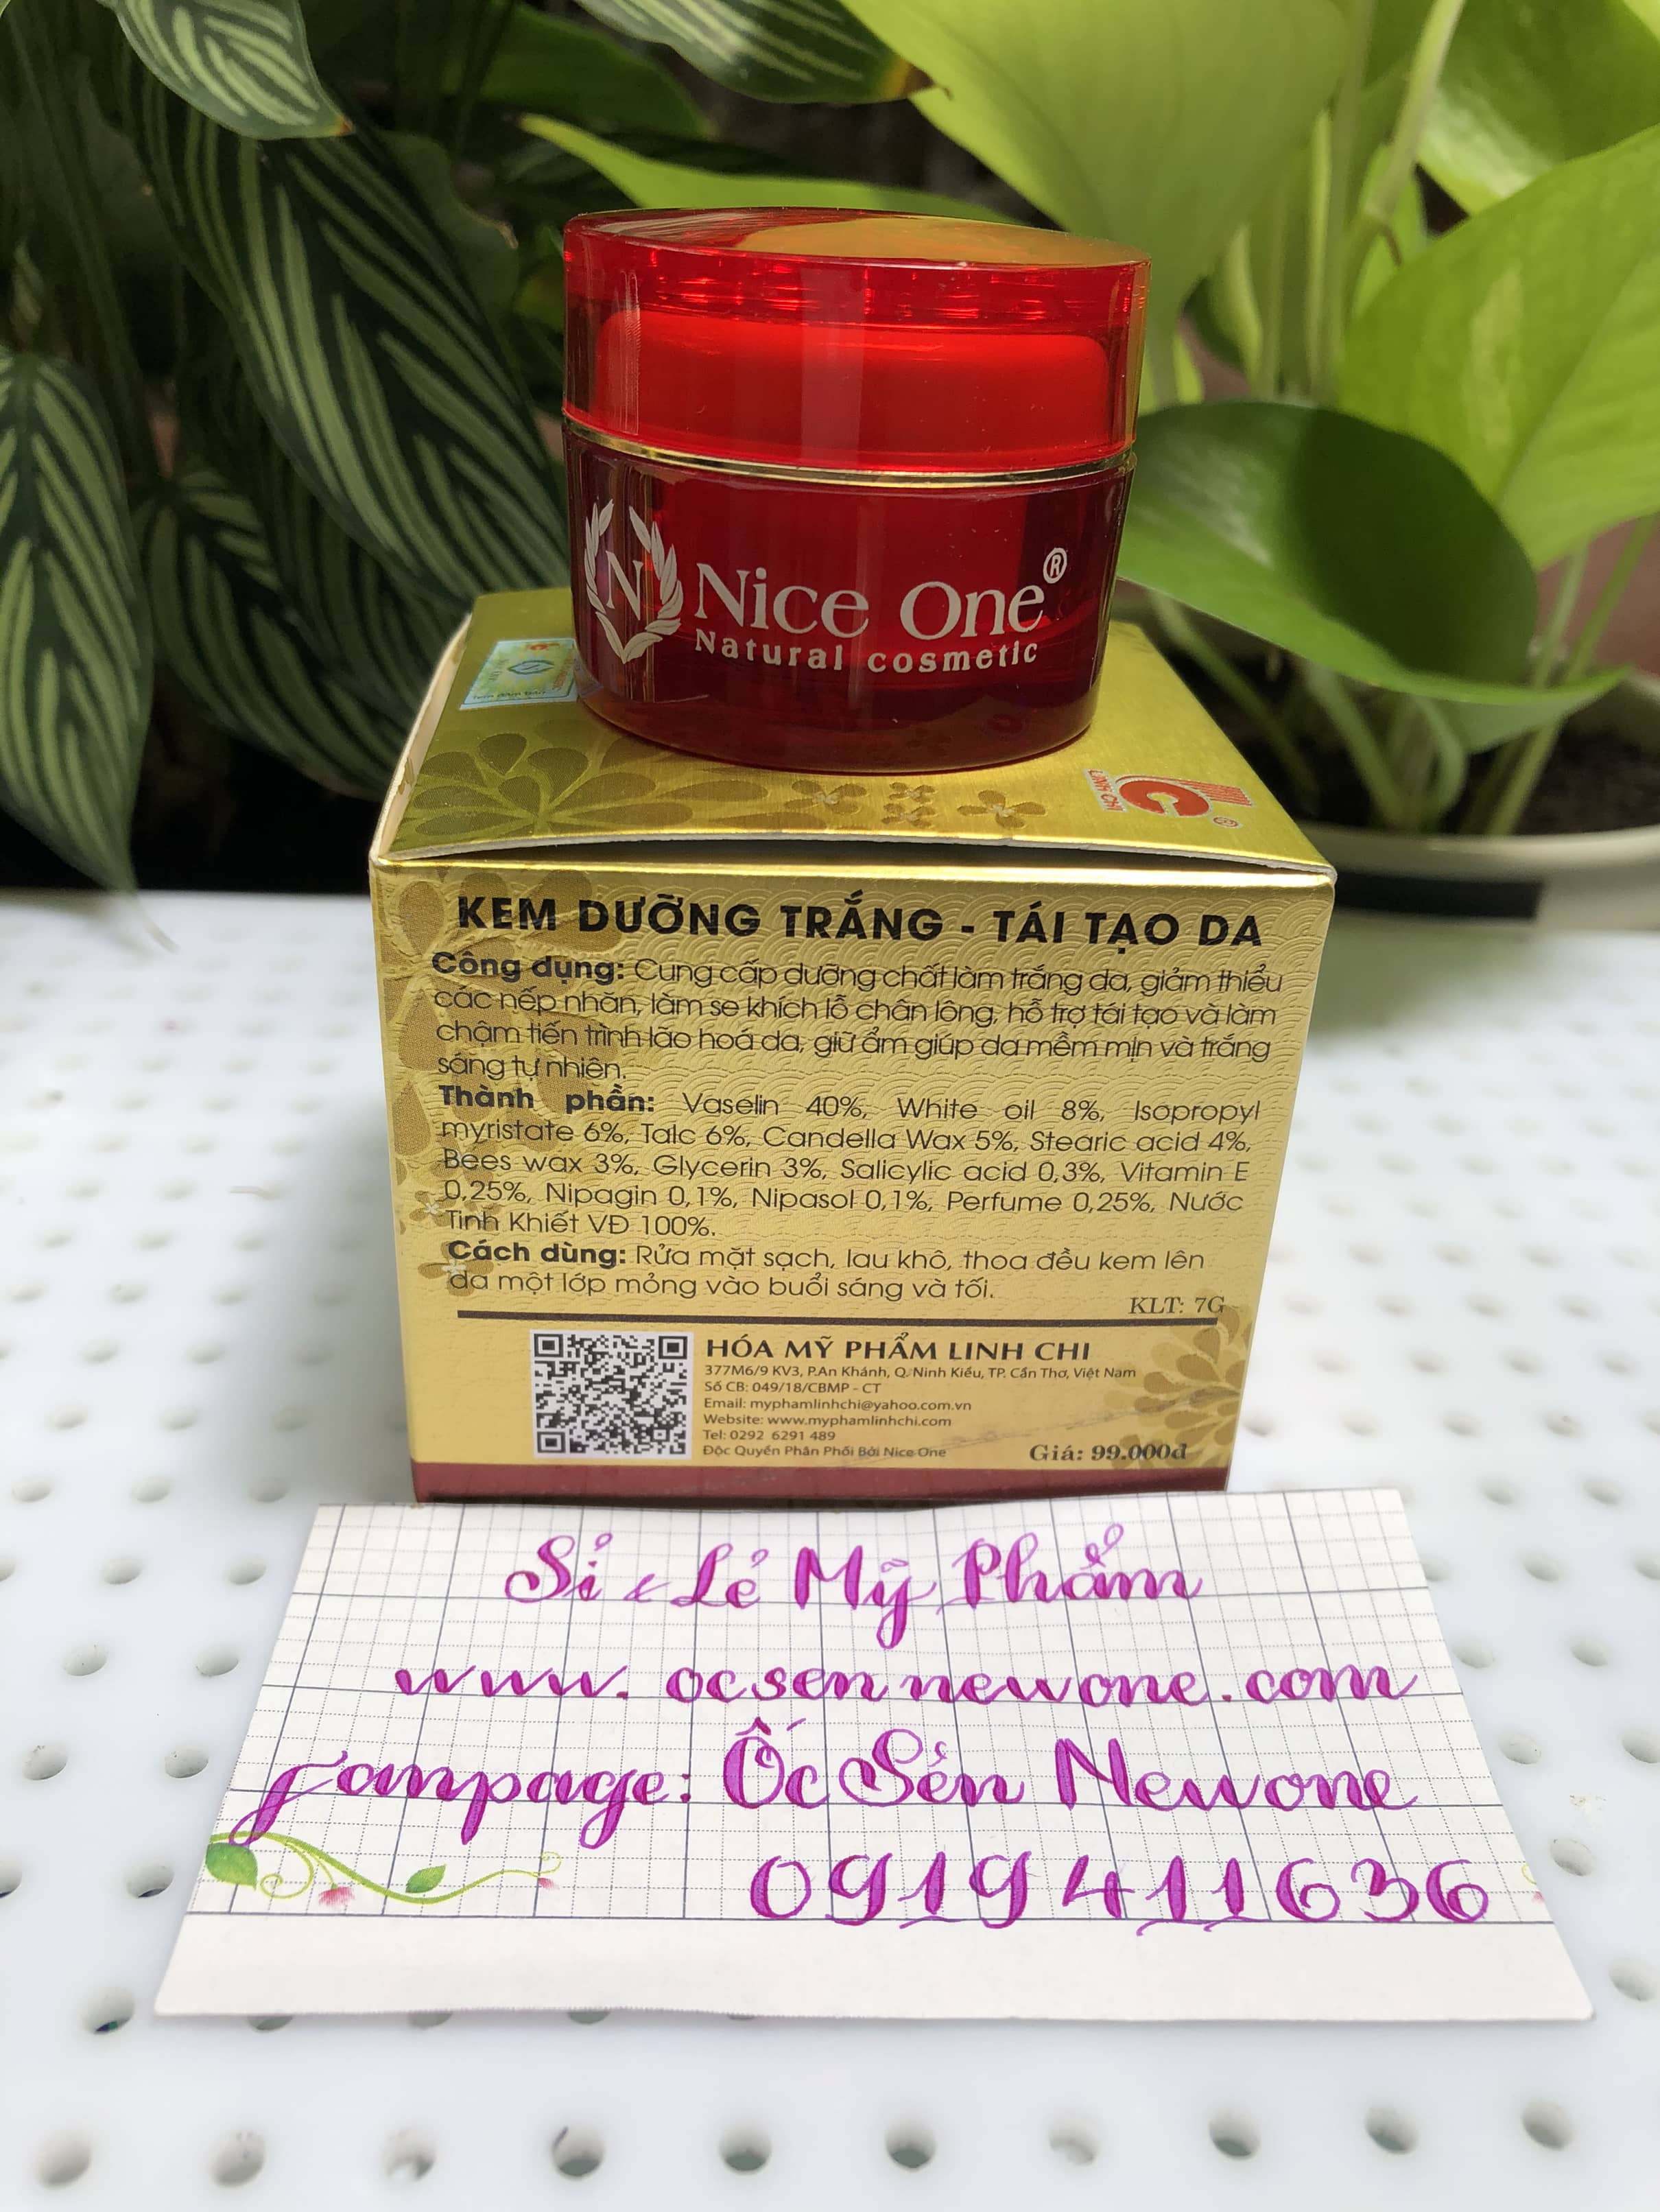 N
Nice One®
Natural cosmetic
LINH CHI
®
KEM DƯỠNG TRẮNG - TÁI TẠO DA
Công dụng: Cung cấp dưỡng chất làm trắng da, giảm thiểu
các nếp nhăn, làm se khích lỗ chân lông, hỗ trợ tái tạo và làm
chậm tiến trình lão hoá da, giữ ẩm giúp da mềm mịn và trắng
sáng tự nhiên.
Thành phần: Vaselin 40%, White oil 8%, Isopropyl
myristate 6%, Talc 6%, Candella Wax 5%, Stearic acid 4%,
Bees wax 3%, Glycerin 3%, Salicylic acid 0,3%, Vitamin E
0,25%, Nipagin 0,1%, Nipasol 0,1%, Perfume 0,25%, Nước
Tinh Khiết VĐ 100%.
Cách dùng: Rửa mặt sạch, lau khô, thoa đều kem lên
da một lớp mỏng vào buổi sáng và tối.
KLT: 7G
HÓA MỸ PHẨM LINH CHI
377M6/9 KV3, P.An Khánh, Q.Ninh Kiều, TP. Cần Thơ, Việt Nam
Số CB: 049/18/CBMP - CT
Email: myphamlinhchi@yahoo.com.vn
Website: www.myphamlinhchi.com
Tel: 0292 6291 489
Độc Quyền Phân Phối Bởi Nice One
Giá: 99.000đ
Sỉ & Lẻ Mỹ Phẩm
www.ocsennewone.com
fanpage: Ốc Sên Newone
0919411636